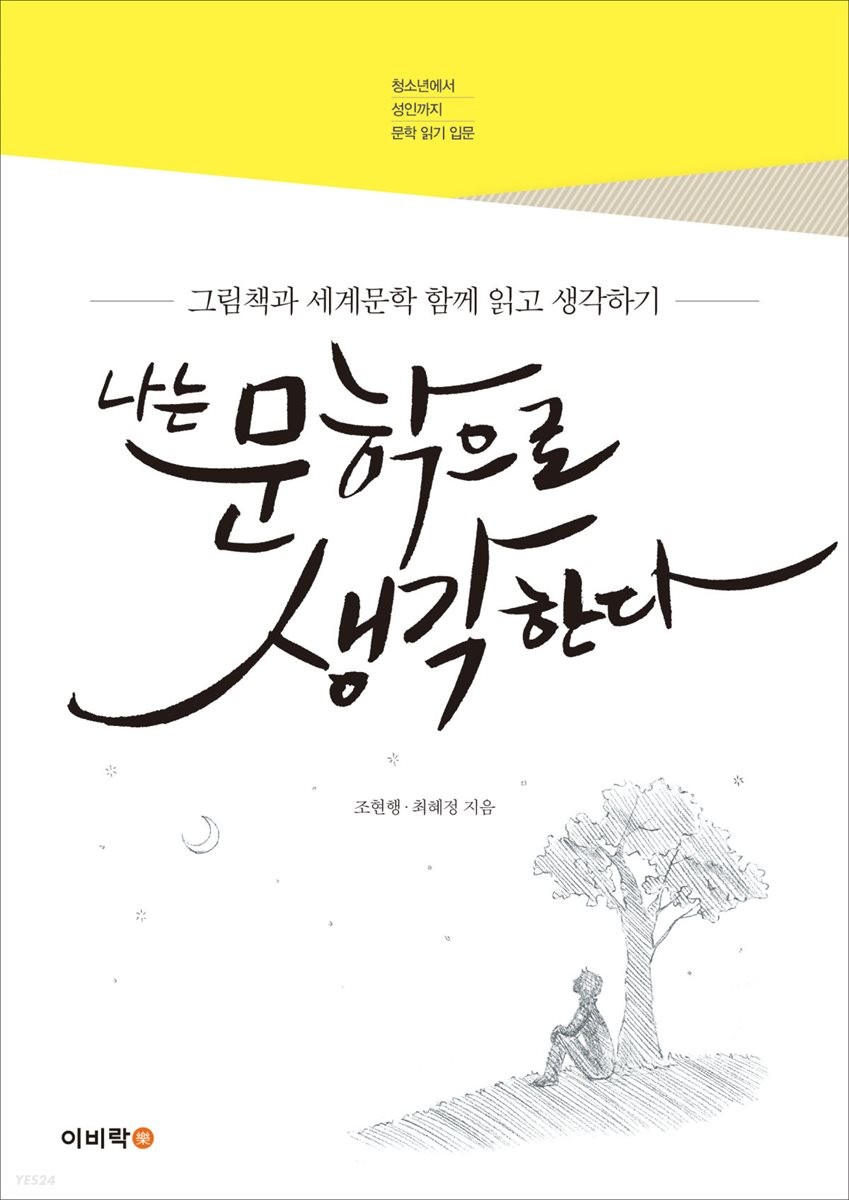 청소년에서
성인까지
문학 읽기 입문
그림책과 세계문학 함께 읽고 생각하기
나는 문학으로
생각한다
조현행·최혜정 지음
이비락 樂
YES24